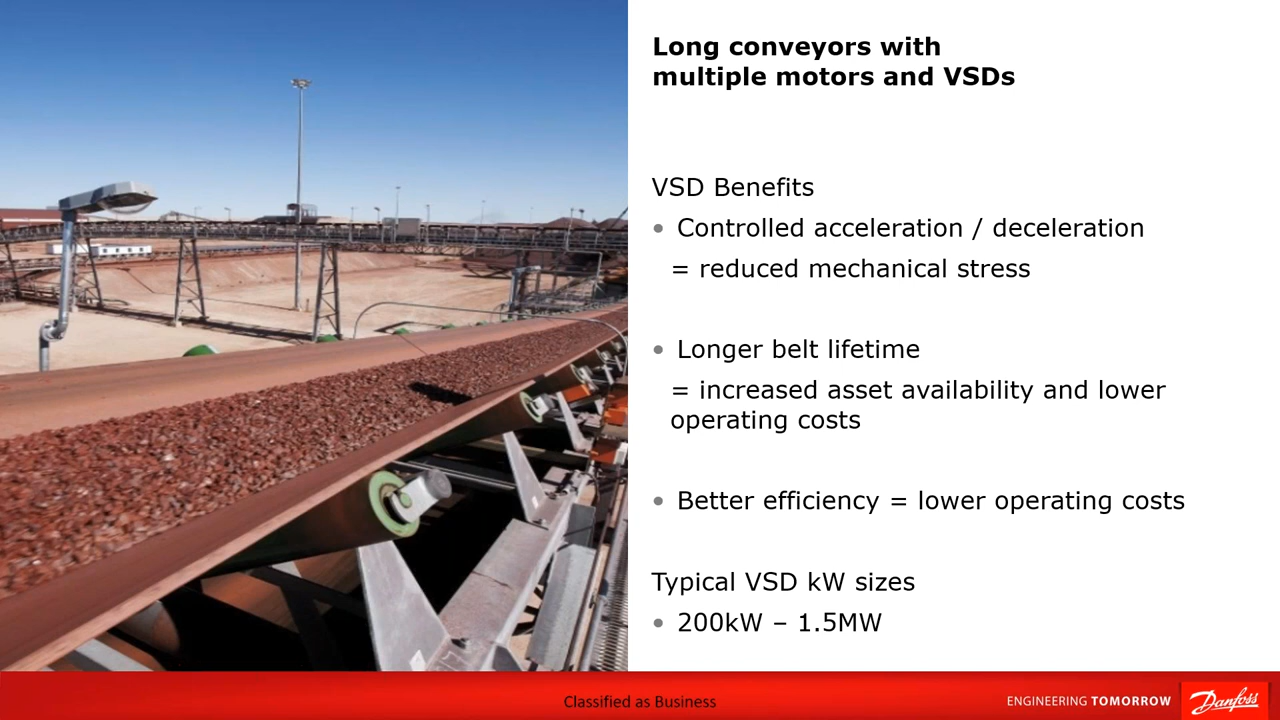 Long conveyors with
multiple motors and VSDs
VSD Benefits
• Controlled acceleration / deceleration
= reduced mechanical stress
• Longer belt lifetime
= increased asset availability and lower
operating costs
• Better efficiency = lower operating costs
Typical VSD kW sizes
• 200kW – 1.5MW
Classified as Business
ENGINEERING TOMORROW
Danfoss